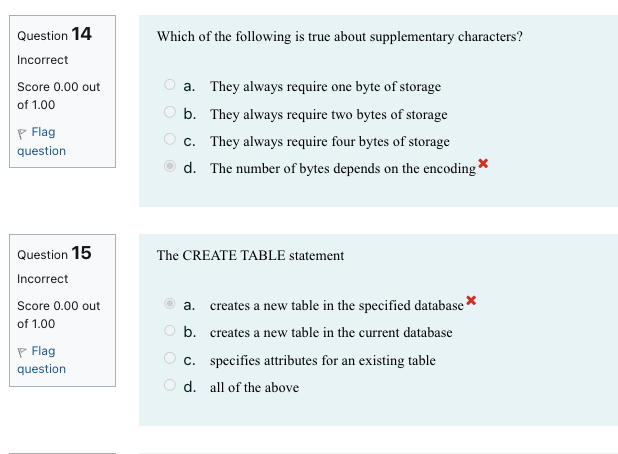 Question 14
Incorrect
Score 0.00 out
of 1.00
Flag
question
Which of the following is true about supplementary characters?
a. They always require one byte of storage
b. They always require two bytes of storage
c. They always require four bytes of storage
d. The number of bytes depends on the encoding
Question 15
Incorrect
Score 0.00 out
of 1.00
Flag
question
The CREATE TABLE statement
a. creates a new table in the specified database
b. creates a new table in the current database
c. specifies attributes for an existing table
d. all of the above